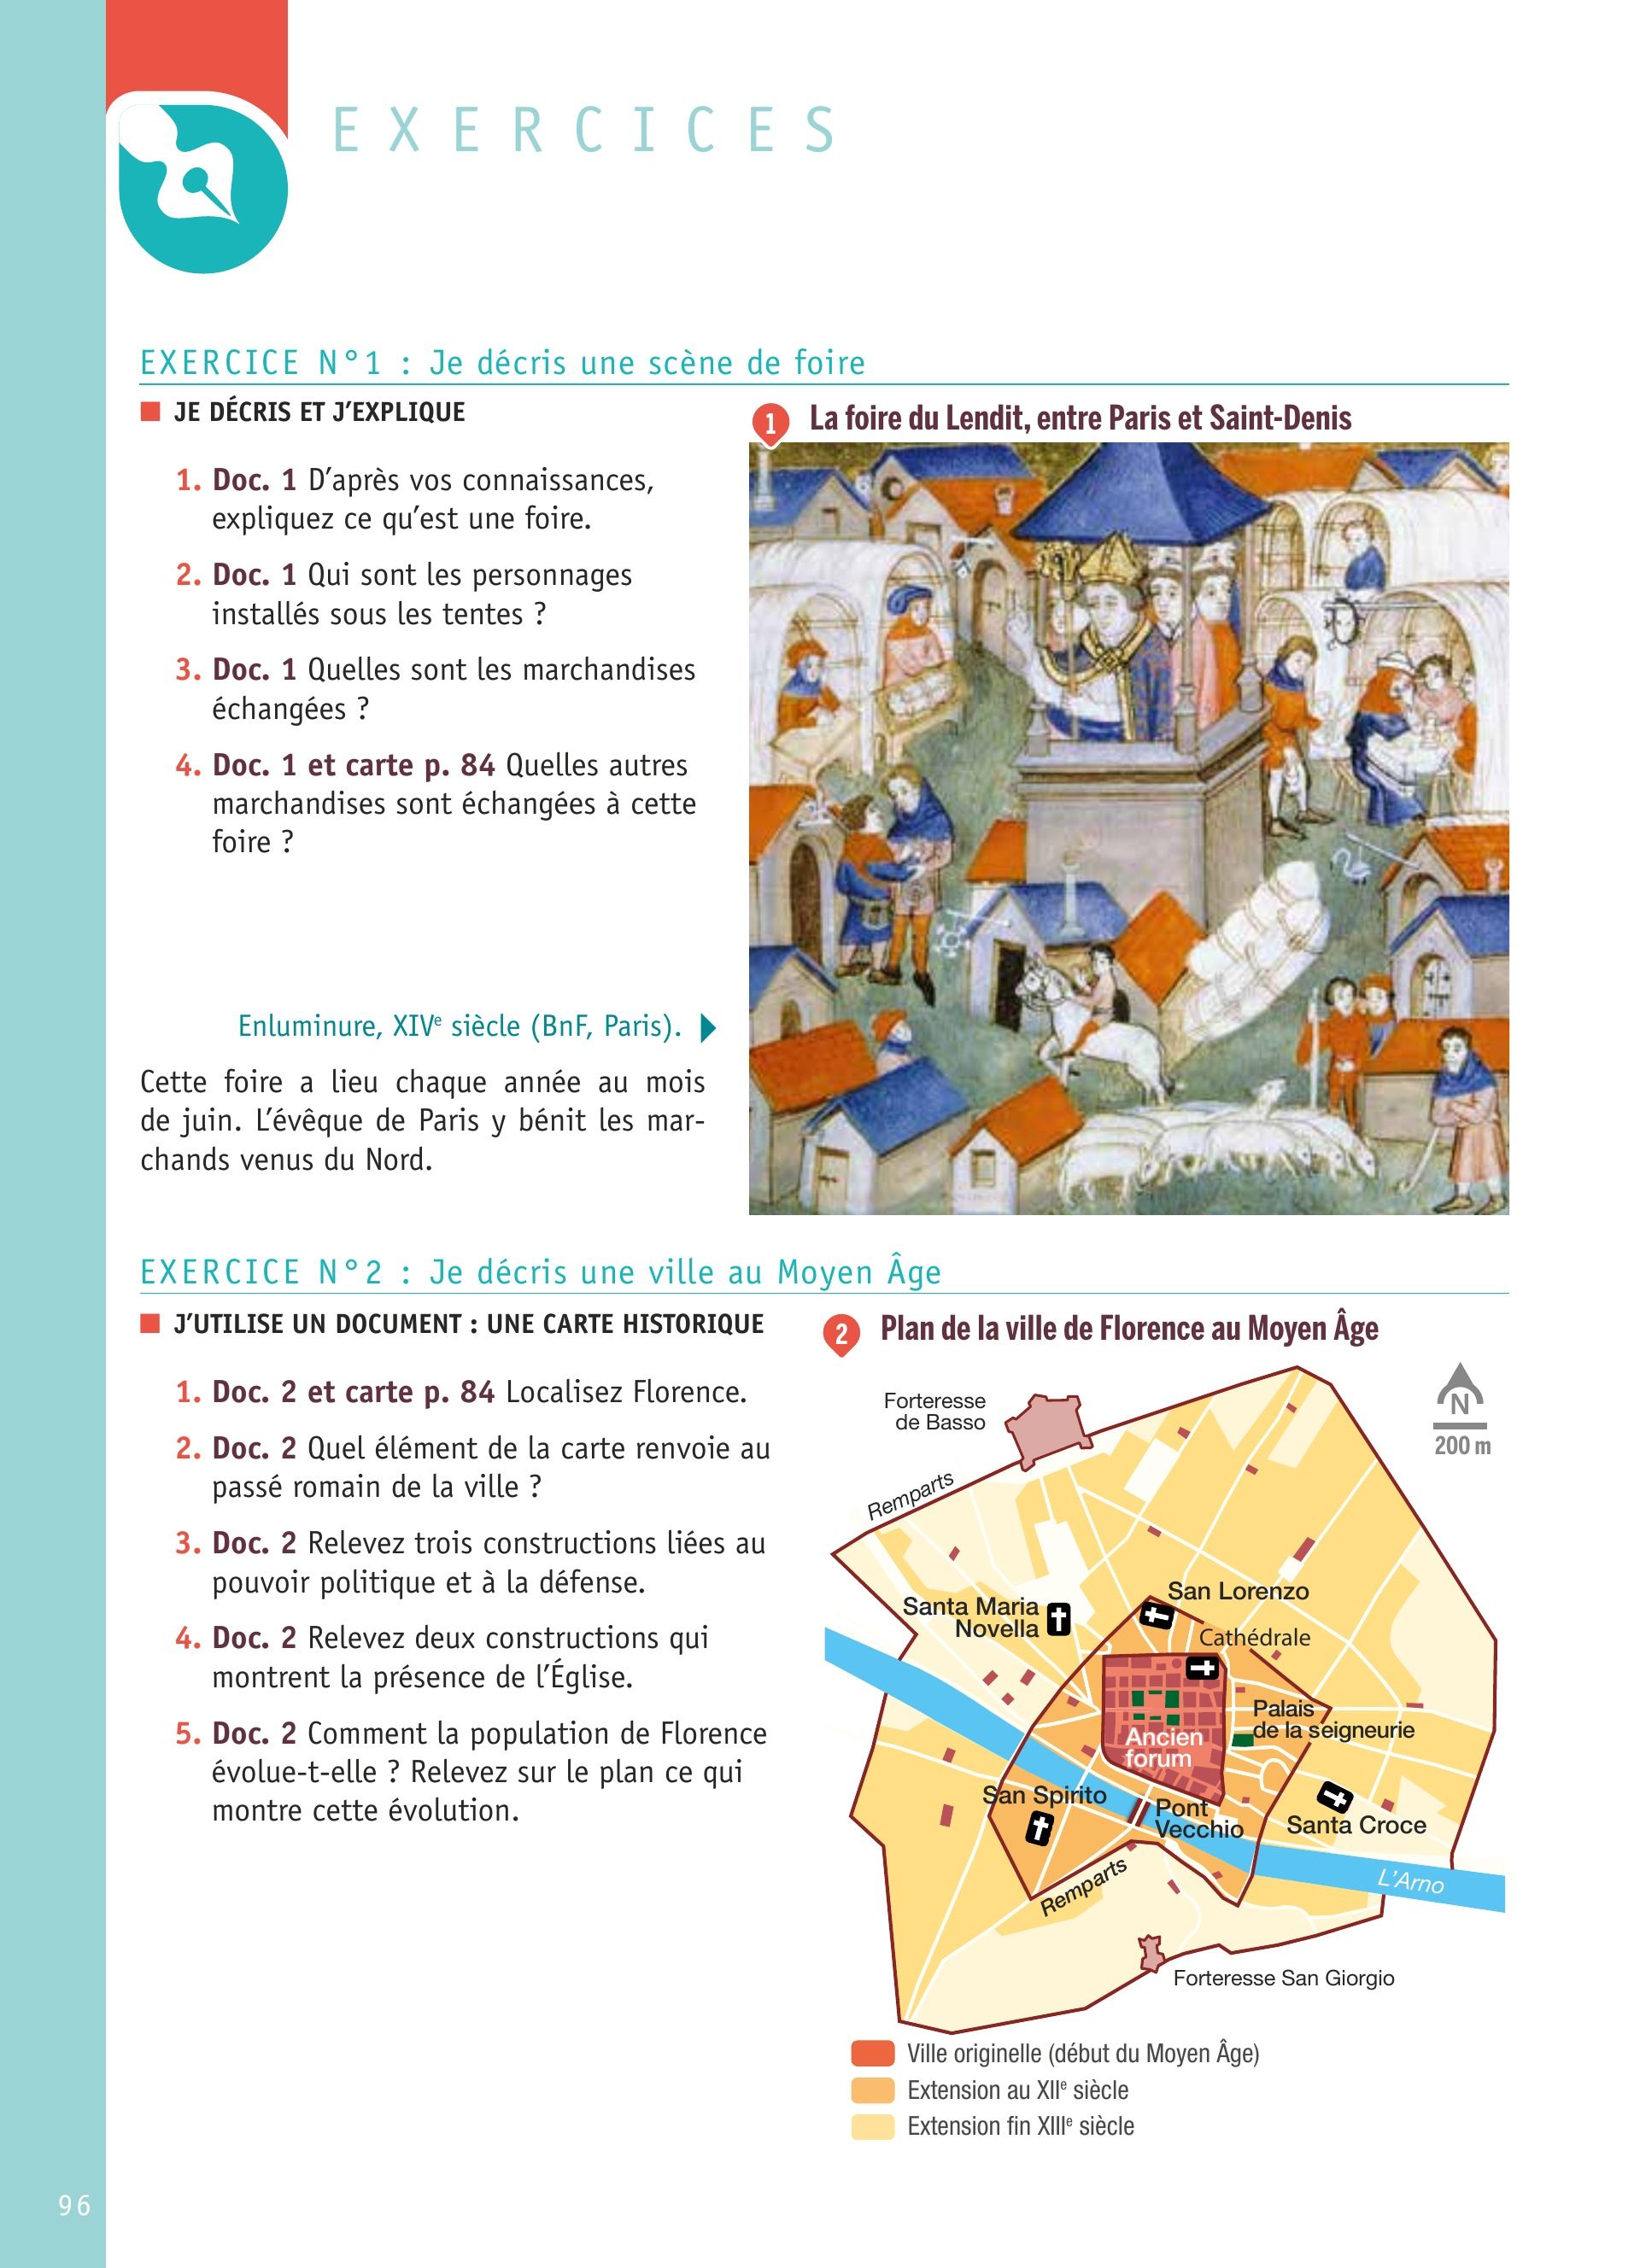 EXERCICES
EXERCICE N°1 : Je décris une scène de foire
JE DÉCRIS ET J’EXPLIQUE
1. Doc. 1 D’après vos connaissances,
expliquez ce qu’est une foire.
2. Doc. 1 Qui sont les personnages
installés sous les tentes ?
3. Doc. 1 Quelles sont les marchandises
échangées ?
4. Doc. 1 et carte p. 84 Quelles autres
marchandises sont échangées à cette
foire ?
Enluminure, XIVe siècle (BnF, Paris).
Cette foire a lieu chaque année au mois
de juin. L’évêque de Paris y bénit les mar-
chands venus du Nord.
1 La foire du Lendit, entre Paris et Saint-Denis
EXERCICE N°2 : Je décris une ville au Moyen Âge
J’UTILISE UN DOCUMENT : UNE CARTE HISTORIQUE
1. Doc. 2 et carte p. 84 Localisez Florence.
2. Doc. 2 Quel élément de la carte renvoie au
passé romain de la ville ?
3. Doc. 2 Relevez trois constructions liées au
pouvoir politique et à la défense.
4. Doc. 2 Relevez deux constructions qui
montrent la présence de l’Église.
5. Doc. 2 Comment la population de Florence
évolue-t-elle ? Relevez sur le plan ce qui
montre cette évolution.
2 Plan de la ville de Florence au Moyen Âge
Forteresse
de Basso
N
200 m
Remparts
San Lorenzo
Santa Maria
Novella
Cathédrale
Palais
de la seigneurie
Ancien
forum
San Spirito
Pont
Vecchio
Santa Croce
Remparts
L’Arno
Forteresse San Giorgio
Ville originelle (début du Moyen Âge)
Extension au XIIe siècle
Extension fin XIIIe siècle
96